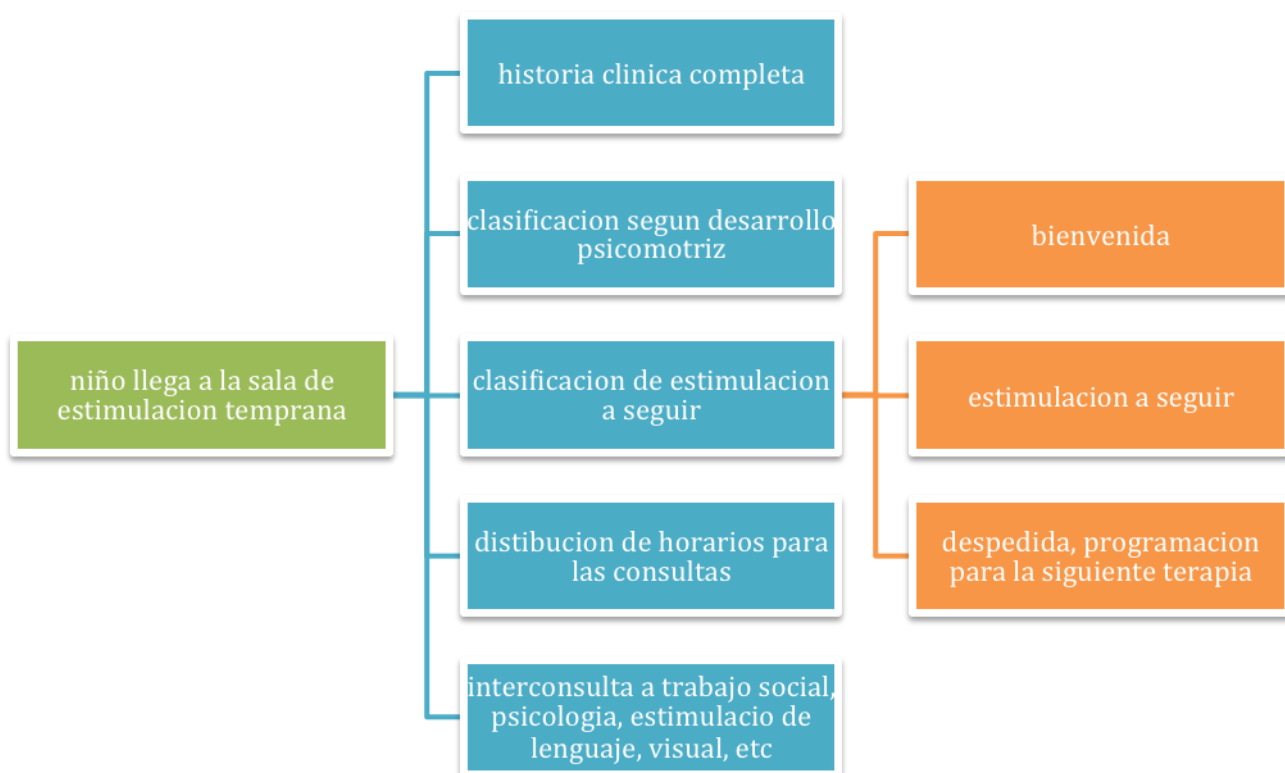 historia clinica completa
clasificacion segun desarrollo
psicomotriz
bienvenida
niño llega a la sala de
estimulacion temprana
clasificacion de estimulacion
a seguir
estimulacion a seguir
distibucion de horarios para
las consultas
despedida, programacion
para la siguiente terapia
interconsulta a trabajo social,
psicologia, estimulacio de
lenguaje, visual, etc